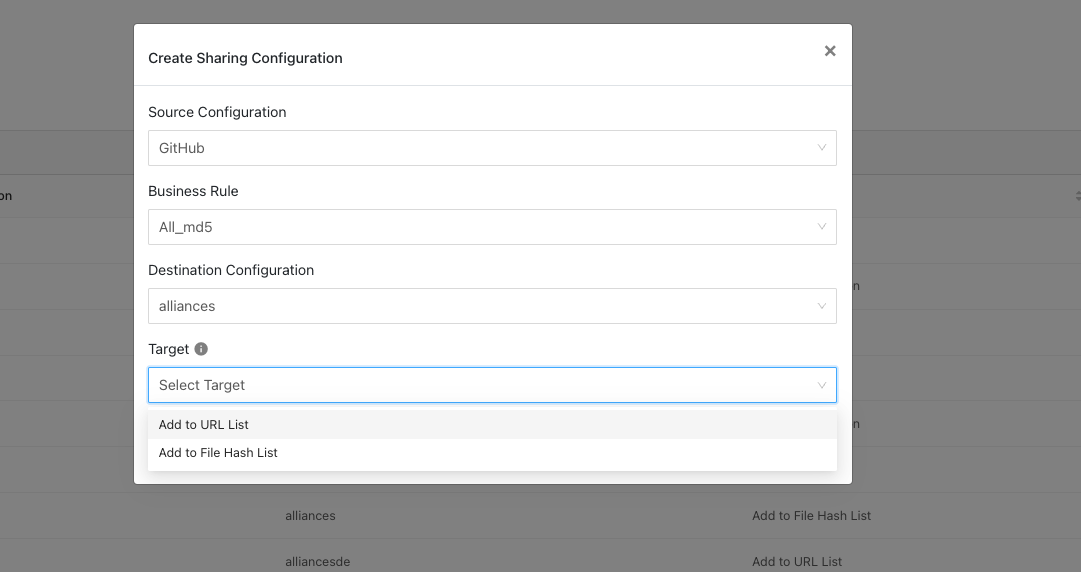 Create Sharing Configuration
Source Configuration
GitHub
on
Business Rule
All_md5
Destination Configuration
n
alliances
Target
Select Target
Add to URL List
n
Add to File Hash List
alliances Add to File Hash List
alliancesde Add to URL List